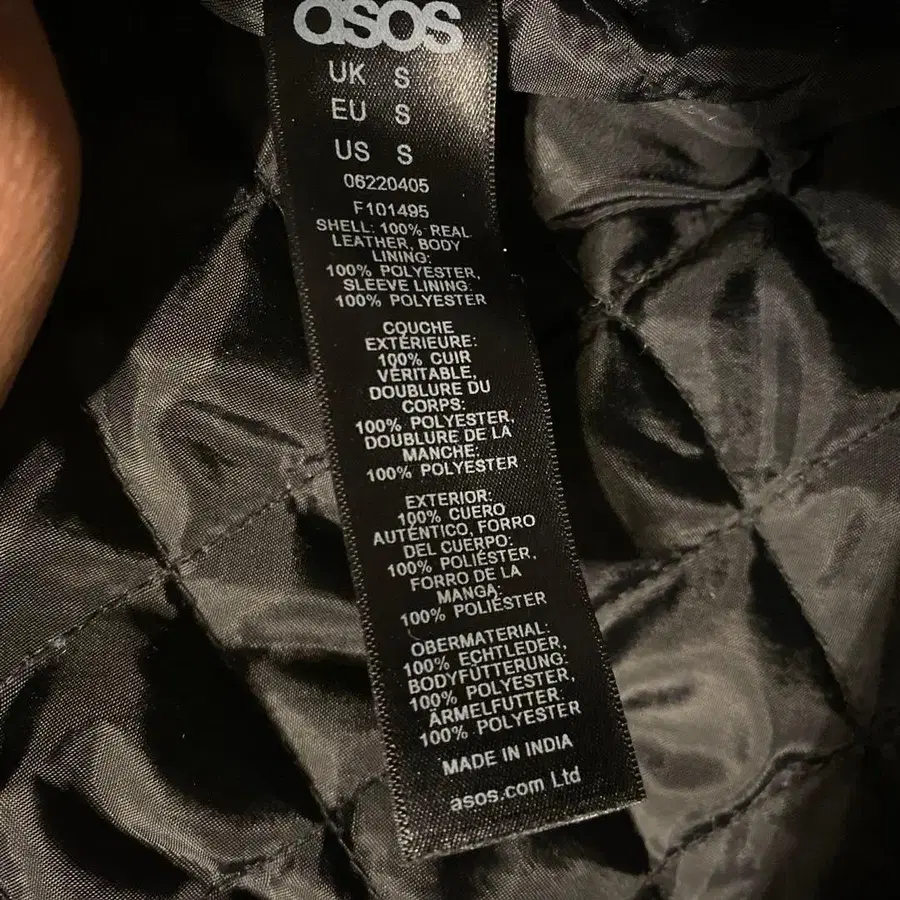 asos
UK S
EU S
US S
06220405
F101495
SHELL: 100% REAL
LEATHER, BODY
LINING:
100% POLYESTER,
SLEEVE LINING:
100% POLYESTER
COUCHE
EXTÉRIEURE:
100% CUIR
VÉRITABLE,
DOUBLURE DU
CORPS:
100% POLYESTER,
DOUBLURE DE LA
MANCHE:
100% POLYESTER
EXTERIOR:
100% CUERO
AUTÉNTICO, FORRO
DEL CUERPO:
100% POLIÉSTER,
FORRO DE LA
MANGA:
100% POLIÉSTER
OBERMATERIAL:
100% ECHTLEDER,
BODYFÜTTERUNG:
100% POLYESTER,
ÄRMELFUTTER:
100% POLYESTER
MADE IN INDIA
asos.com Ltd